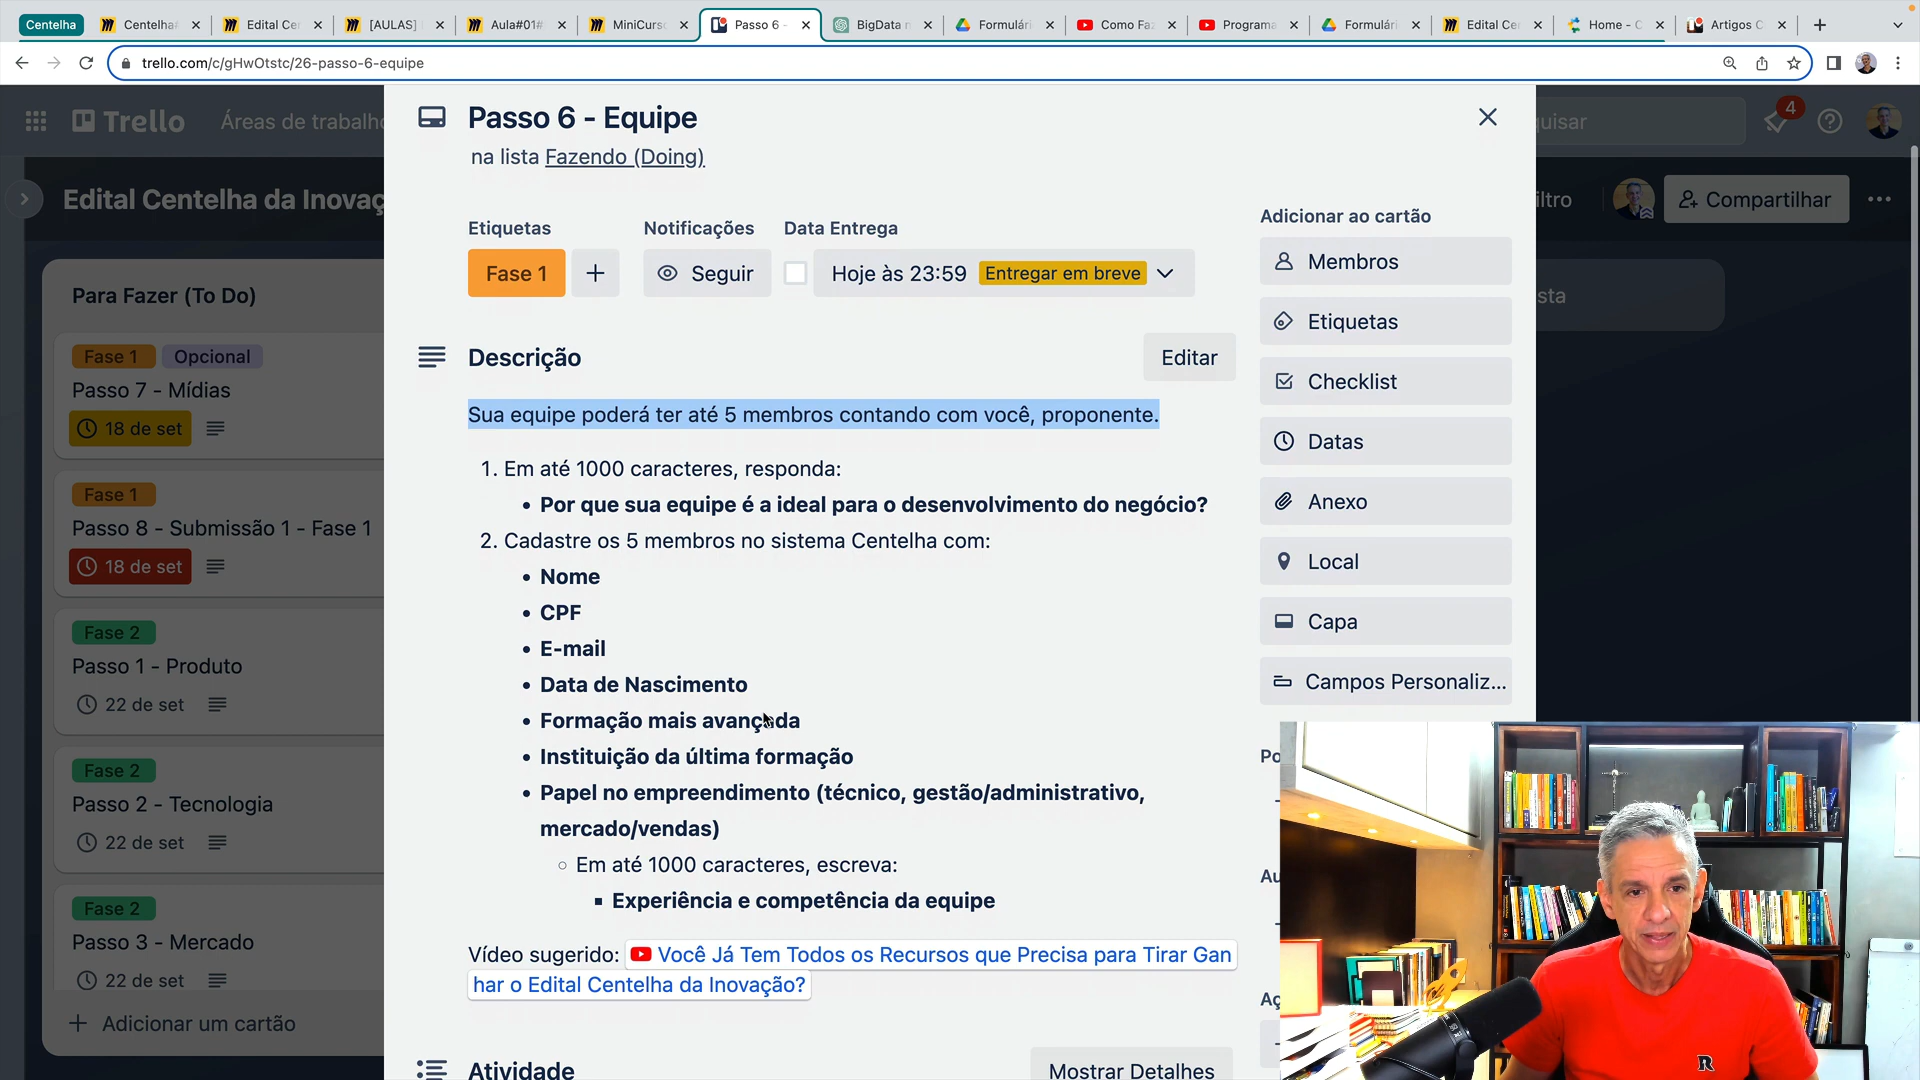 Centelha
Centelha
Edital Ce
[AULAS]
Aula#01#
MiniCurs
Passo 6 -
BigData n
Formulári
Como Fa
Programa
Formulári
Edital Ce
Home - C
Artigos C
trello.com/c/gHwOtstc/26-passo-6-equipe
Trello
Áreas de trabalho
quisar
4
Edital Centelha da Inovaç
iltro
Compartilhar
Para Fazer (To Do)
Fase 1
Opcional
Passo 7 - Mídias
18 de set
Fase 1
Passo 8 - Submissão 1 - Fase 1
18 de set
Fase 2
Passo 1 - Produto
22 de set
Fase 2
Passo 2 - Tecnologia
22 de set
Fase 2
Passo 3 - Mercado
22 de set
Adicionar um cartão
sta
Passo 6 - Equipe
na lista Fazendo (Doing)
Etiquetas
Notificações
Data Entrega
Fase 1
Seguir
Hoje às 23:59
Entregar em breve
Descrição
Editar
Sua equipe poderá ter até 5 membros contando com você, proponente.
1. Em até 1000 caracteres, responda:
• Por que sua equipe é a ideal para o desenvolvimento do negócio?
2. Cadastre os 5 membros no sistema Centelha com:
• Nome
• CPF
• E-mail
• Data de Nascimento
• Formação mais avançada
• Instituição da última formação
• Papel no empreendimento (técnico, gestão/administrativo,
mercado/vendas)
Em até 1000 caracteres, escreva:
Experiência e competência da equipe
Vídeo sugerido: Você Já Tem Todos os Recursos que Precisa para Tirar Gan
har o Edital Centelha da Inovação?
Atividade
Mostrar Detalhes
Adicionar ao cartão
Membros
Etiquetas
Checklist
Datas
Anexo
Local
Capa
Campos Personaliz...
Po
Au
Aç
R